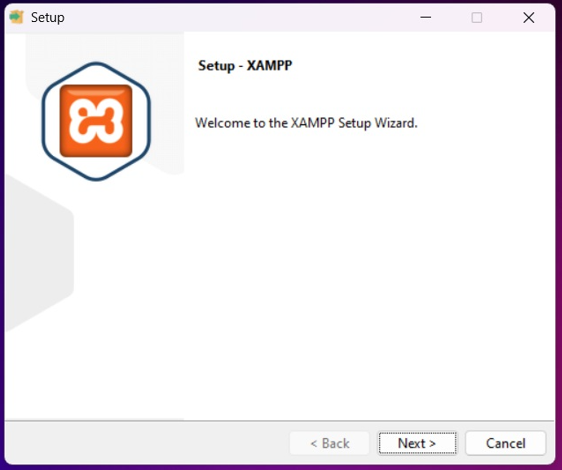 Setup
Setup - XAMPP
Welcome to the XAMPP Setup Wizard.
< Back
Next >
Cancel